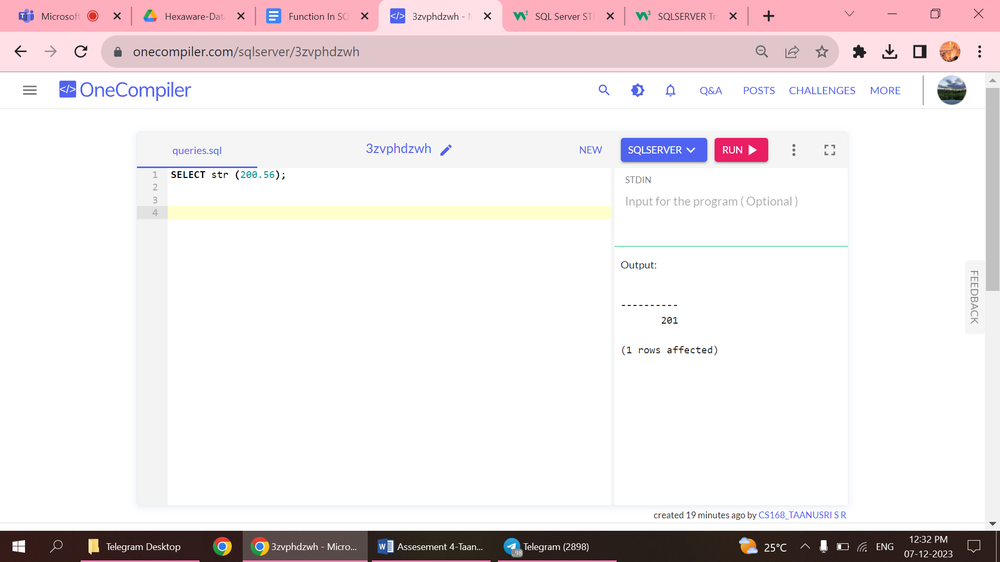 Microsoft
Hexaware-Dat
Function In SQ
3zvphdzwh - M
SQL Server ST
SQLSERVER Tr
onecompiler.com/sqlserver/3zvphdzwh
OneCompiler
Q&A
POSTS
CHALLENGES
MORE
queries.sql
3zvphdzwh
NEW
SQLSERVER
RUN
1 SELECT str (200.56);
2
3
4
STDIN
Input for the program ( Optional )
Output:
----------
201
(1 rows affected)
FEEDBACK
created 19 minutes ago by CS168_TAANUSRI S R
Telegram Desktop
3zvphdzwh - Micro...
Assesement 4-Taan...
..98
Telegram (2898)
25°C
ENG
12:32 PM
07-12-2023